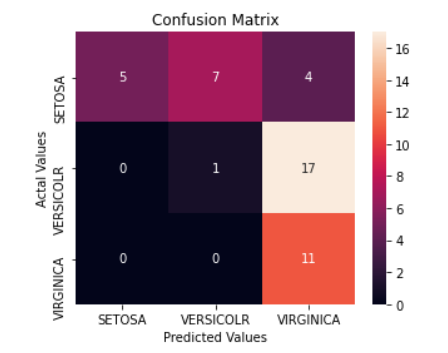 Confusion Matrix
SETOSA 5 7 4
VERSICOLR 0 1 17
VIRGINICA 0 0 11
Actal Values
SETOSA VERSICOLR VIRGINICA
Predicted Values
16
14
12
10
8
6
4
2
0